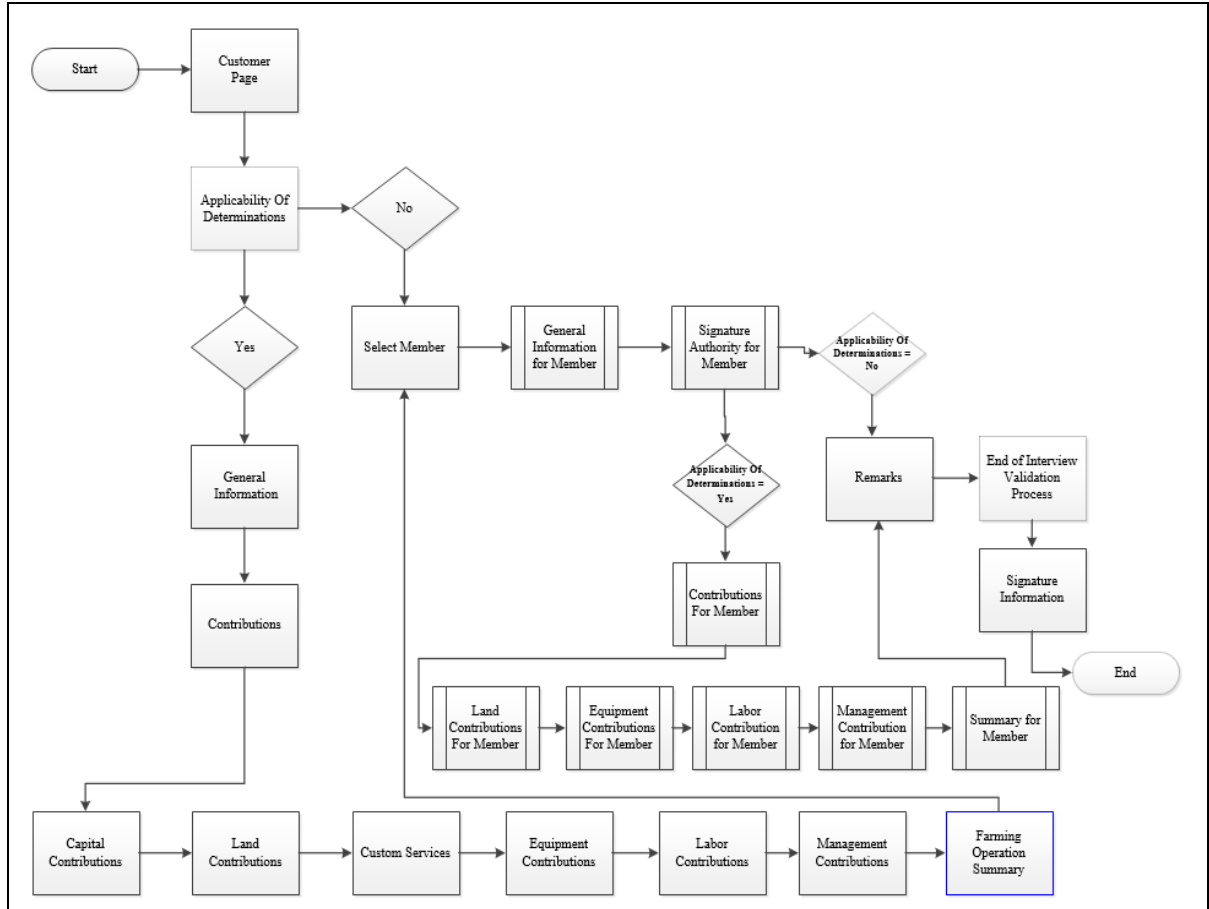 Start
Customer
Page
Applicability Of
Determinations
No
Yes
Select Member
General
Information
for Member
Signature
Authority for
Member
Applicability Of
Determinations =
No
General
Information
Applicability Of
Determinations =
Yes
Remarks
End of Interview
Validation
Process
Contributions
Contributions
For Member
Signature
Information
End
Land
Contributions
For Member
Equipment
Contributions
For Member
Labor
Contribution
for Member
Management
Contribution
for Member
Summary for
Member
Capital
Contributions
Land
Contributions
Custom Services
Equipment
Contributions
Labor
Contributions
Management
Contributions
Farming
Operation
Summary